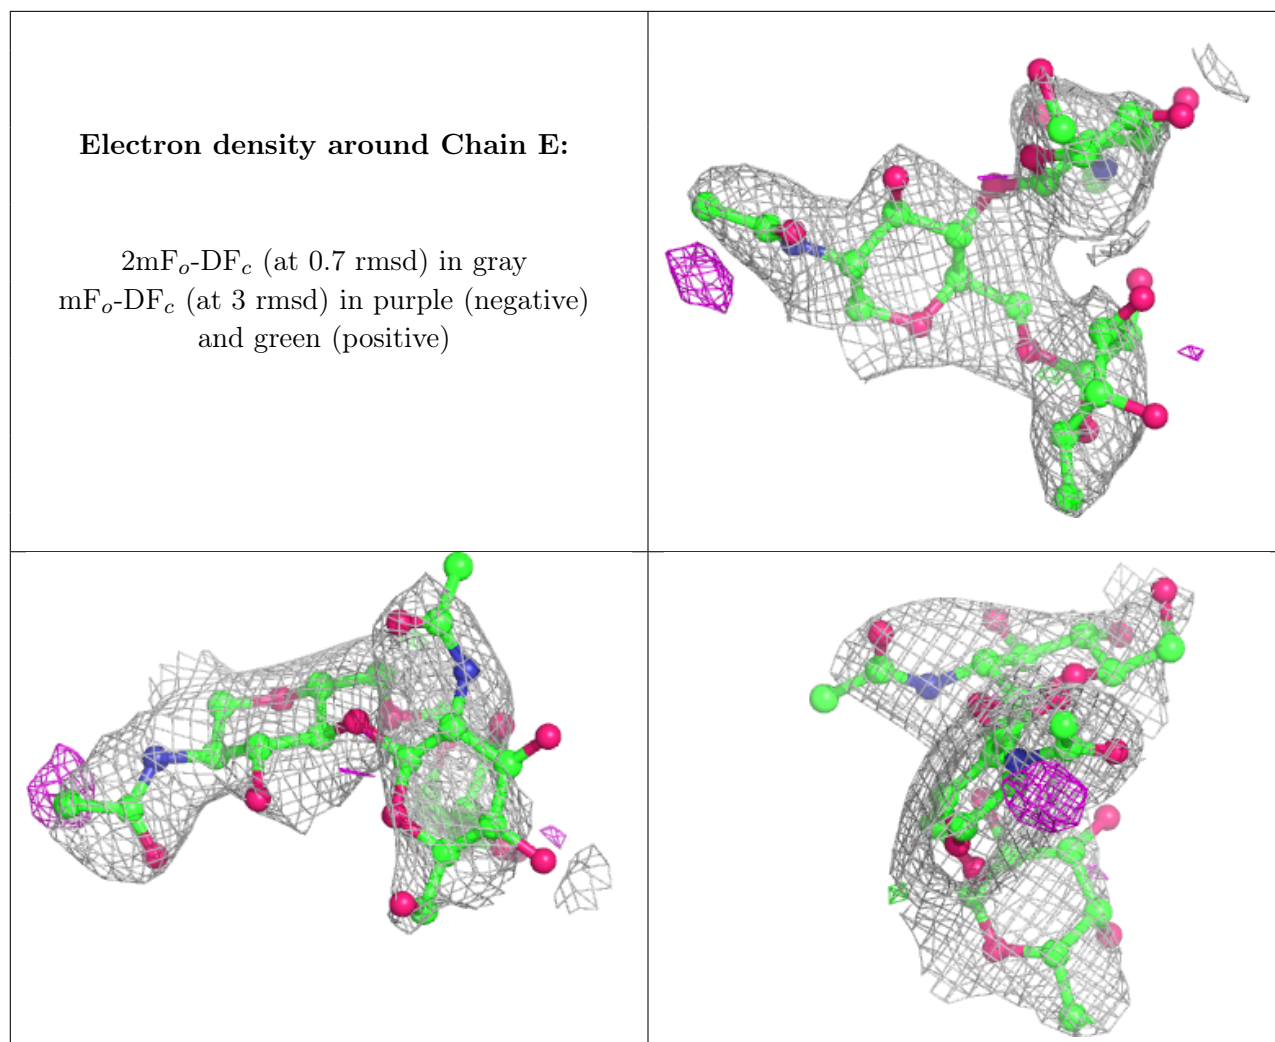 Electron density around Chain E:
2mFₒ-DF𝒸 (at 0.7 rmsd) in gray
mFₒ-DF𝒸 (at 3 rmsd) in purple (negative)
and green (positive)